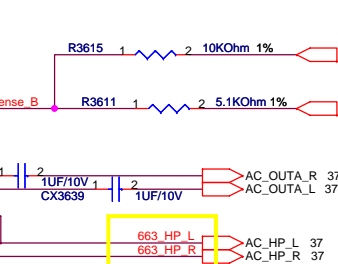 R3615 1 2 10KOhm 1%
ense_B R3611 1 2 5.1KOhm 1%
1 2 AC_OUTA_R 37
1UF/10V 1 2 AC_OUTA_L 37
CX3639 1UF/10V
663_HP_L AC_HP_L 37
663_HP_R AC_HP_R 37